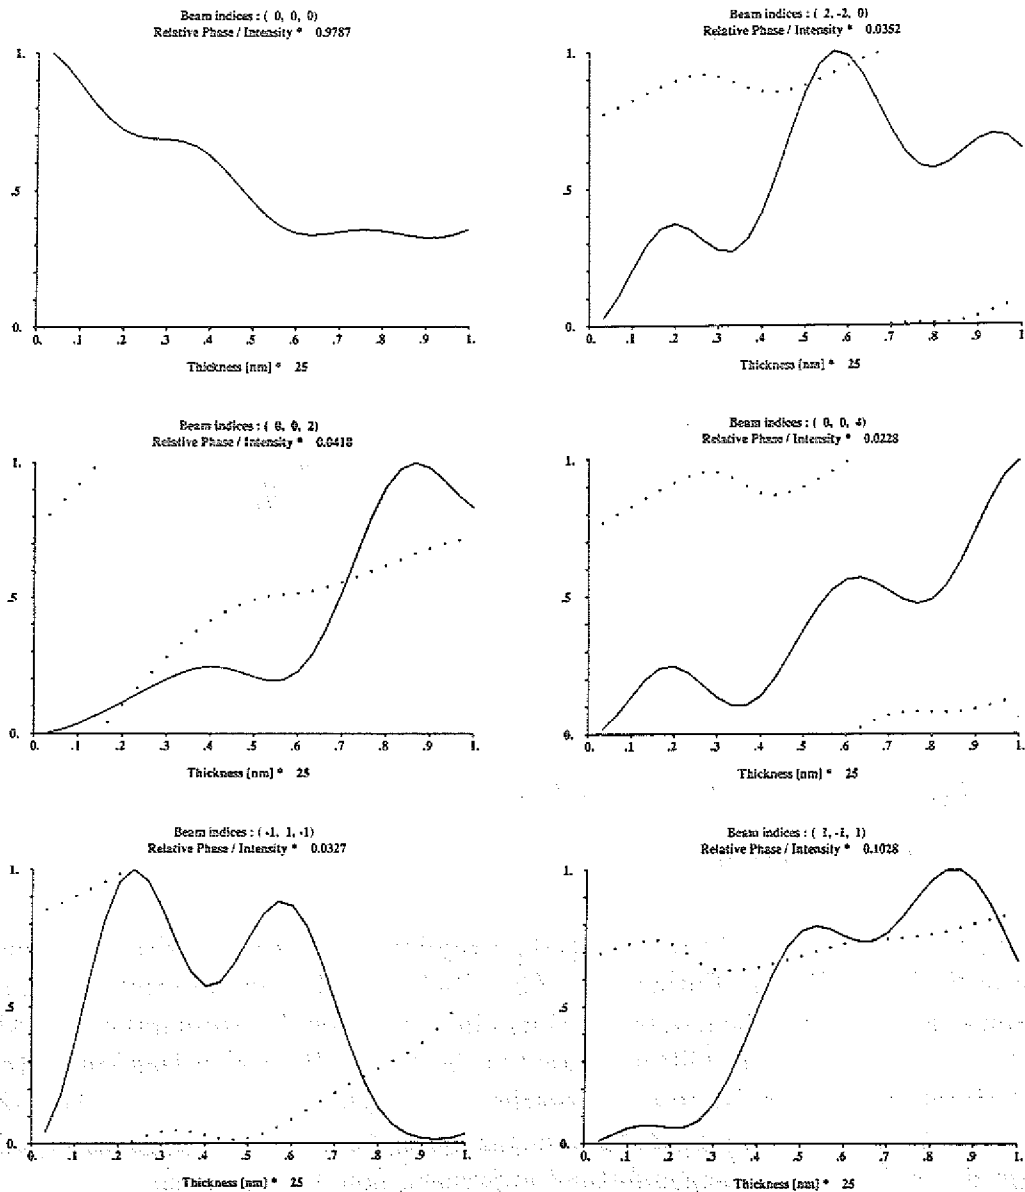 Beam indices : ( 0, 0, 0)
Relative Phase / Intensity * 0.9787
1.
.5
0.
0. .1 .2 .3 .4 .5 .6 .7 .8 .9 1.
Thickness [nm] * 25
Beam indices : ( 2, -2, 0)
Relative Phase / Intensity * 0.0352
1.
.5
0.
0. .1 .2 .3 .4 .5 .6 .7 .8 .9 1.
Thickness [nm] * 25
Beam indices : ( 0, 0, 2)
Relative Phase / Intensity * 0.0418
1.
.5
0.
0. .1 .2 .3 .4 .5 .6 .7 .8 .9 1.
Thickness [nm] * 25
Beam indices : ( 0, 0, 4)
Relative Phase / Intensity * 0.0228
1.
.5
0.
0. .1 .2 .3 .4 .5 .6 .7 .8 .9 1.
Thickness [nm] * 25
Beam indices : ( -1, 1, -1)
Relative Phase / Intensity * 0.0327
1.
.5
0.
0. .1 .2 .3 .4 .5 .6 .7 .8 .9 1.
Thickness [nm] * 25
Beam indices : ( 1, -1, 1)
Relative Phase / Intensity * 0.1028
1.
.5
0.
0. .1 .2 .3 .4 .5 .6 .7 .8 .9 1.
Thickness [nm] * 25